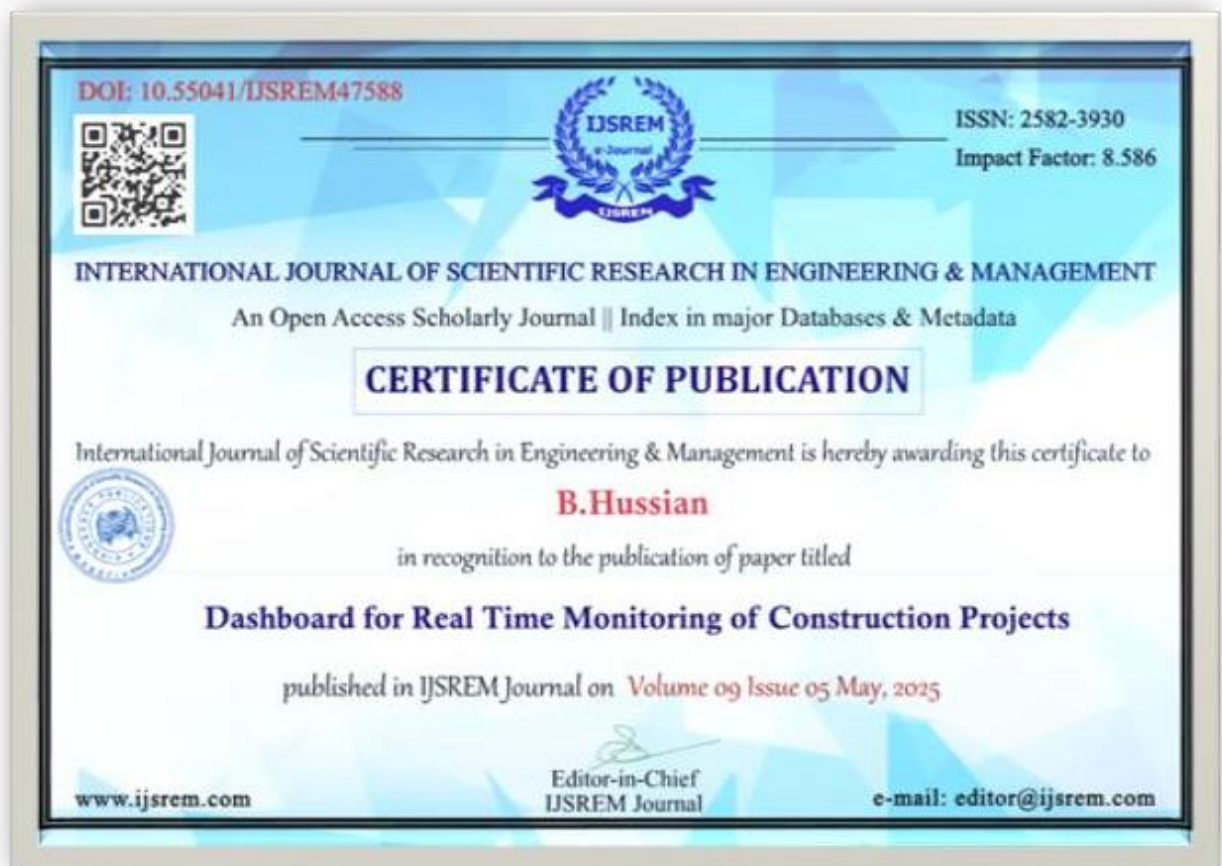 DOI: 10.55041/IJSREM47588
IJSREM
e-Journal
IJSREM
ISSN: 2582-3930
Impact Factor: 8.586
INTERNATIONAL JOURNAL OF SCIENTIFIC RESEARCH IN ENGINEERING & MANAGEMENT
An Open Access Scholarly Journal || Index in major Databases & Metadata
CERTIFICATE OF PUBLICATION
International Journal of Scientific Research in Engineering & Management is hereby awarding this certificate to
B.Hussian
in recognition to the publication of paper titled
Dashboard for Real Time Monitoring of Construction Projects
published in IJSREM Journal on Volume 09 Issue 05 May, 2025
Editor-in-Chief
IJSREM Journal
www.ijsrem.com
e-mail: editor@ijsrem.com